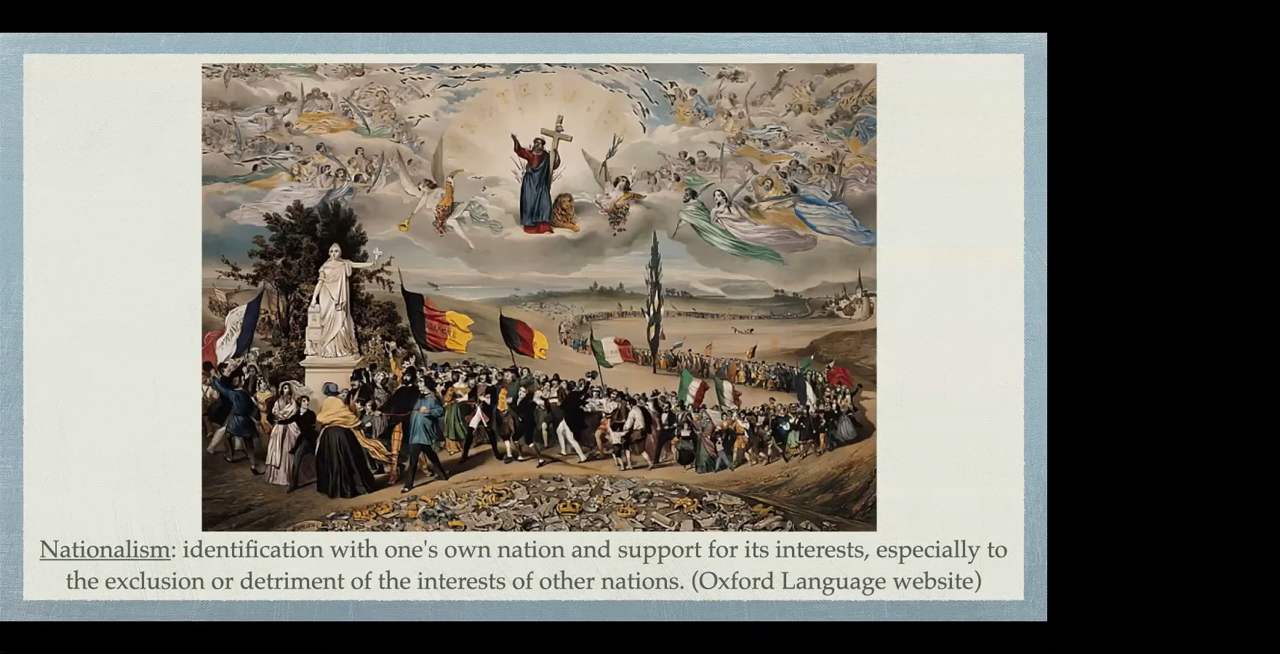 Nationalism: identification with one's own nation and support for its interests, especially to
the exclusion or detriment of the interests of other nations. (Oxford Language website)